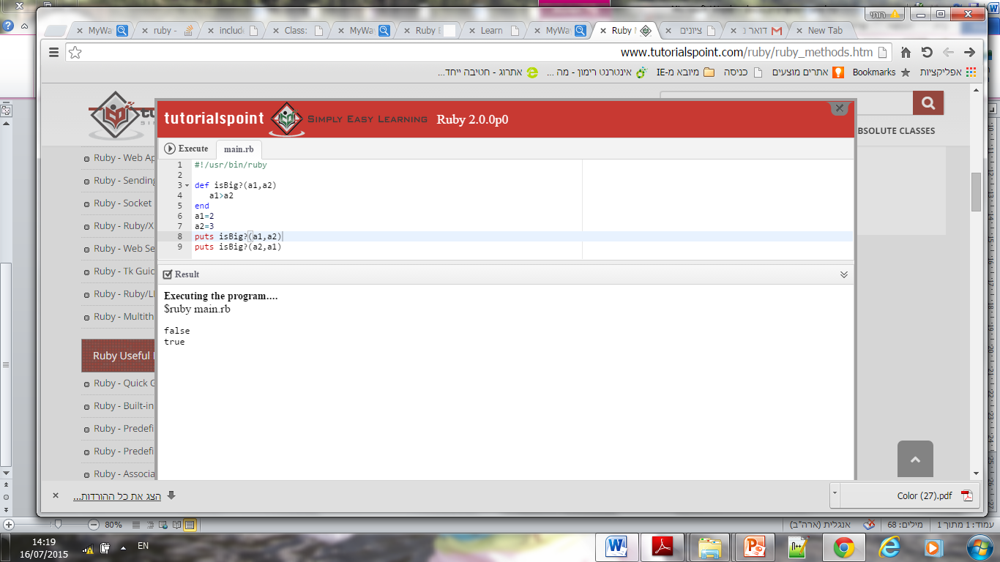 רותי
MyWa
ruby -
include
Class:
MyWa
Ruby E
Learn
MyWa
Ruby I
ציונים
דואר נ
New Tab
www.tutorialspoint.com/ruby/ruby_methods.htm
אפליקציות
Bookmarks
אתרים מוצעים
מיובא מ-IE
כניסה
אינטרנט רימון - מה ...
אתרוג - חטיבה ייחד...
tutorialspoint
SIMPLY EASY LEARNING
Ruby 2.0.0p0
BSOLUTE CLASSES
Execute
main.rb
1 #!/usr/bin/ruby
2
3 def isBig?(a1,a2)
4 a1>a2
5 end
6 a1=2
7 a2=3
8 puts isBig?(a1,a2)
9 puts isBig?(a2,a1)
Result
Executing the program....
$ruby main.rb
false
true
Ruby - Web Ap
Ruby - Sending
Ruby - Socket
Ruby - Ruby/X
Ruby - Web Se
Ruby - Tk Guid
Ruby - Ruby/L
Ruby - Multith
Ruby Useful
Ruby - Quick G
Ruby - Built-in
Ruby - Predefi
Ruby - Predefi
Ruby - Associa
הצג את כל ההורדות...
Color (27).pdf
80%
אנגלית (ארה"ב)
מילים: 68
עמוד: 1 מתוך 1
14:19
16/07/2015
EN